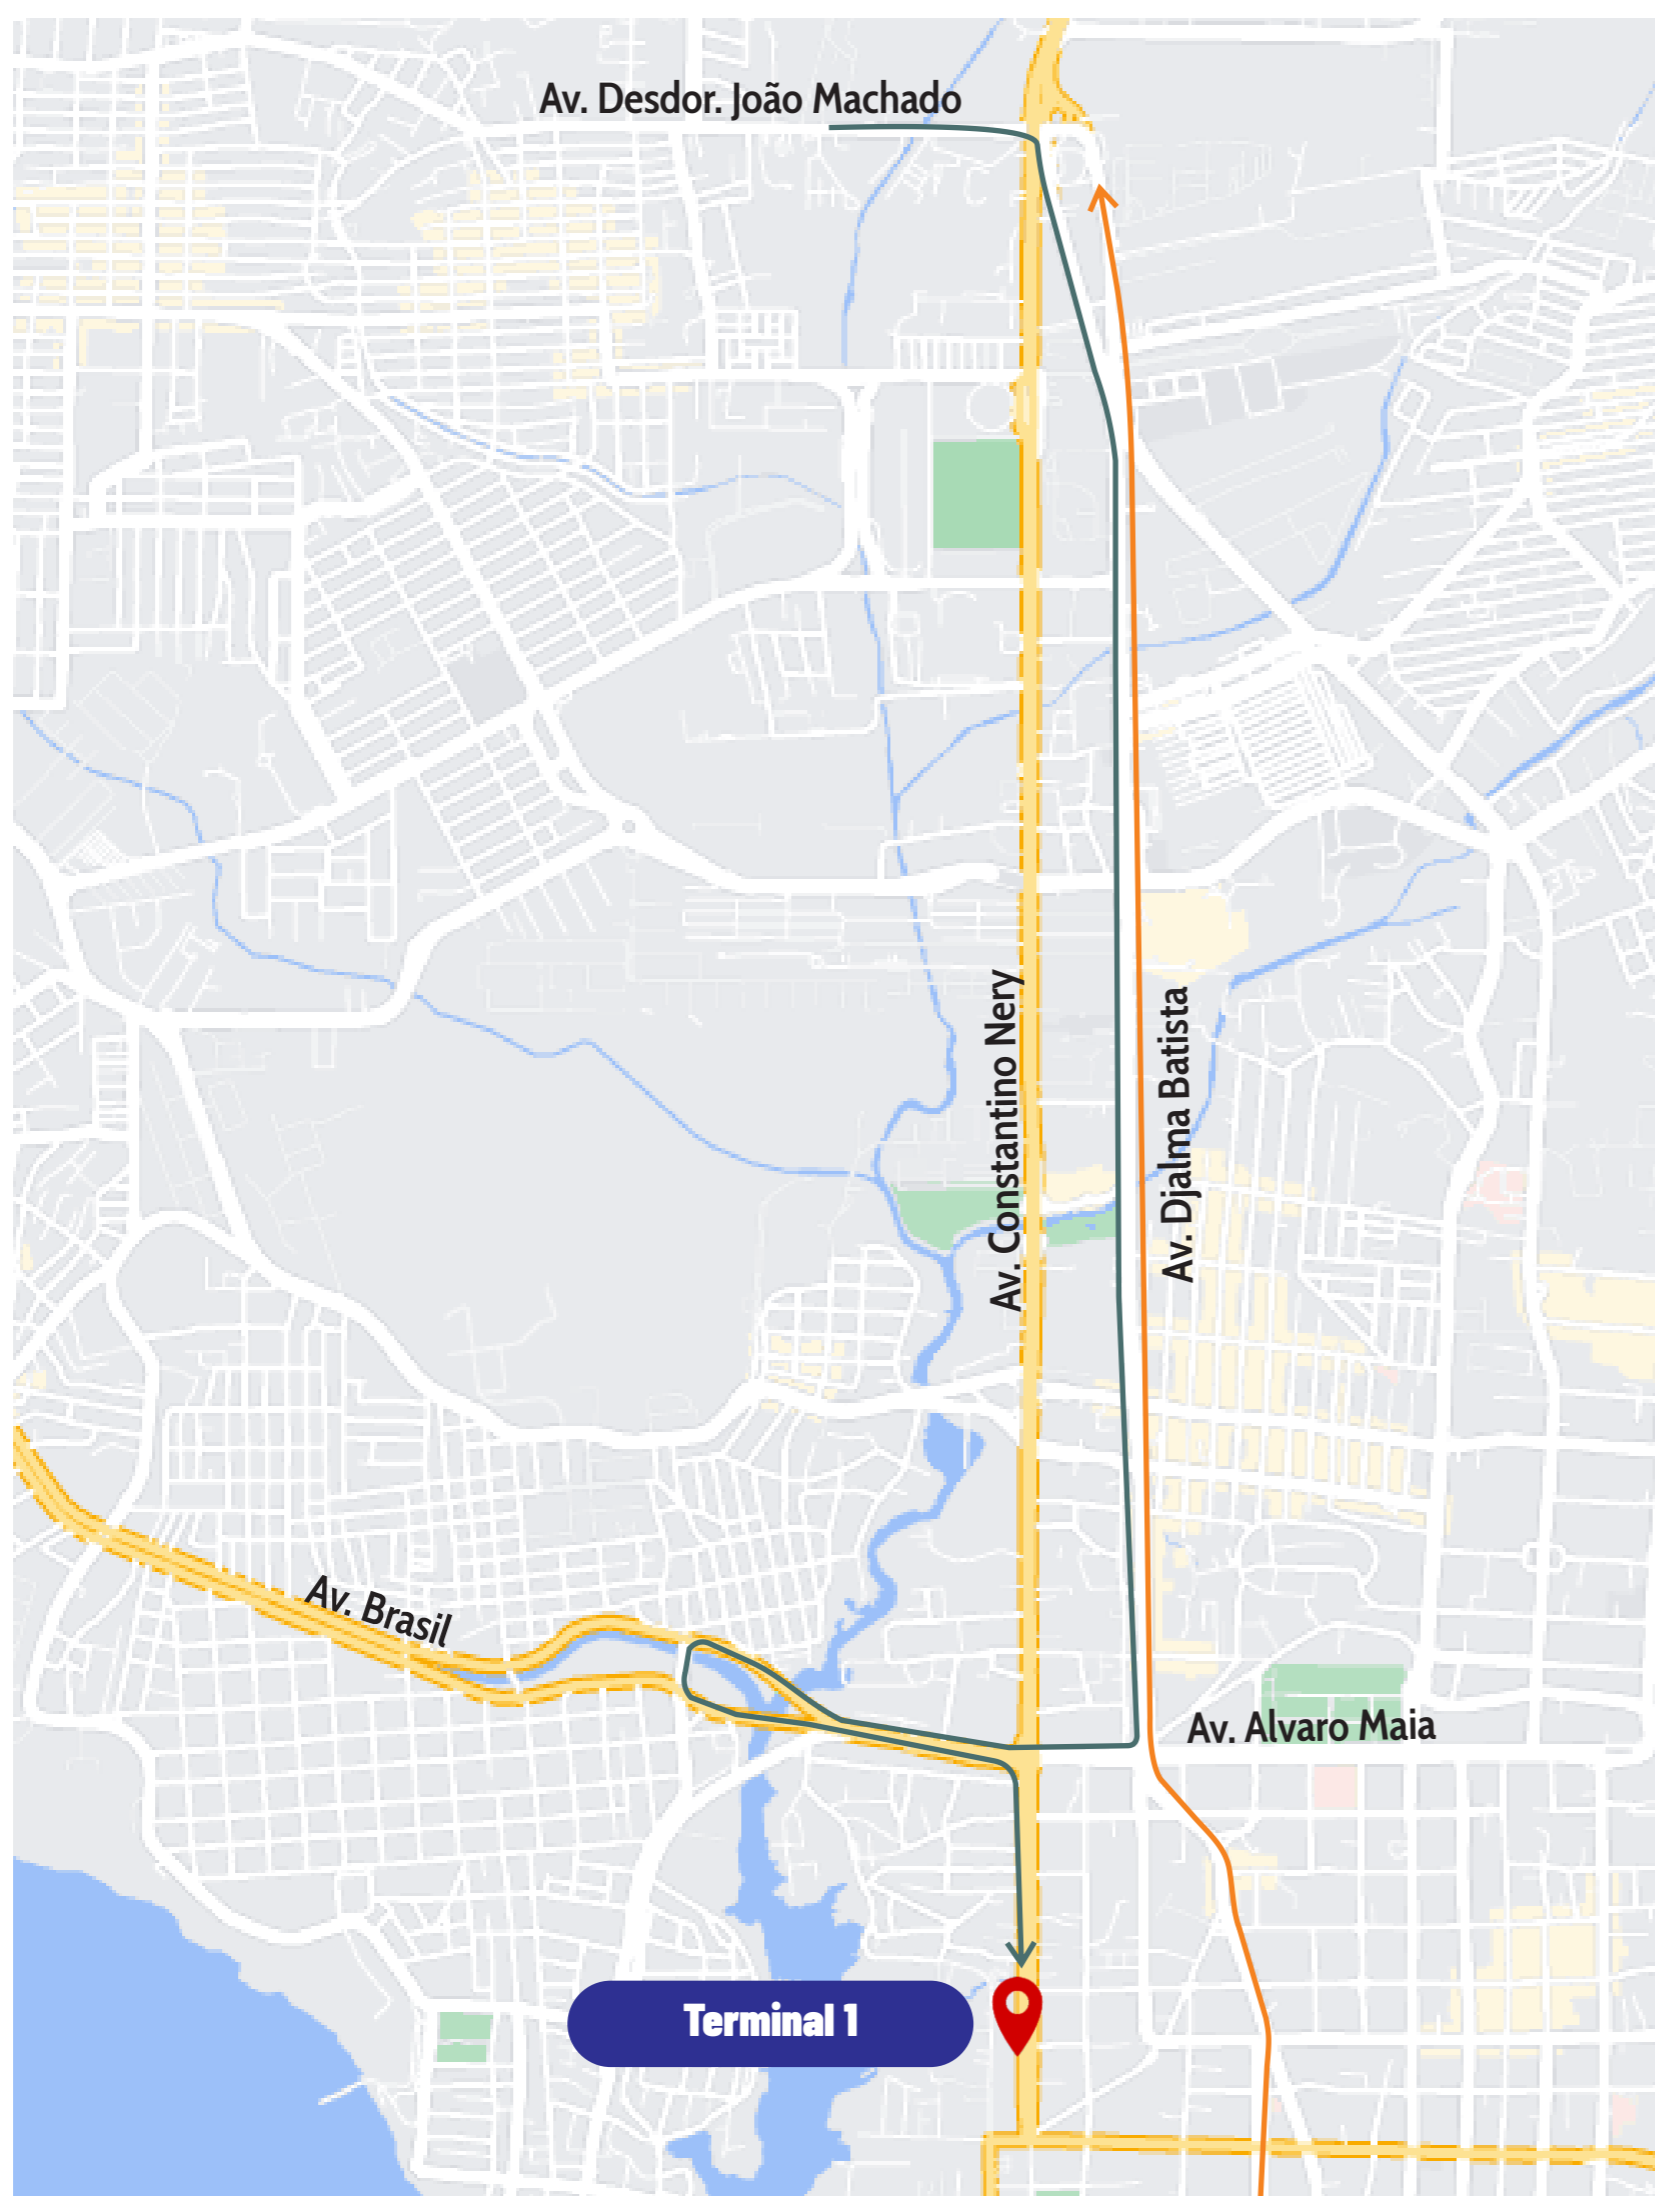 Av. Desdor. João Machado
Av. Constantino Nery
Av. Djalma Batista
Av. Brasil
Av. Alvaro Maia
Terminal 1